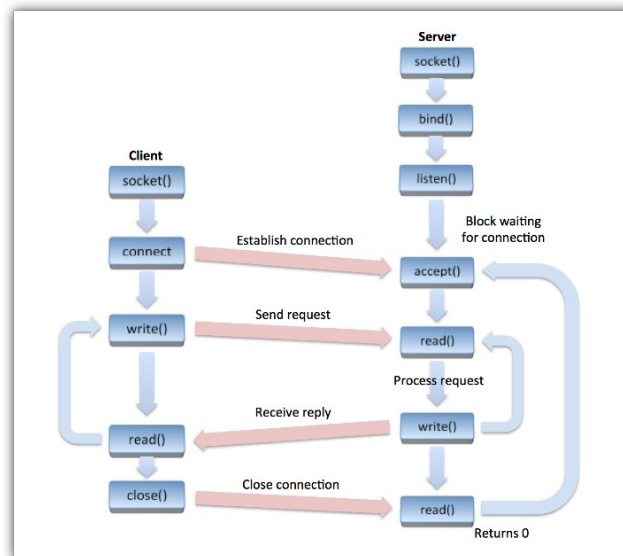 Server
socket()
bind()
Client
listen()
socket()
Block waiting
for connection
Establish connection
connect
accept()
Send request
write()
read()
Process request
Receive reply
write()
read()
Close connection
close()
read()
Returns 0